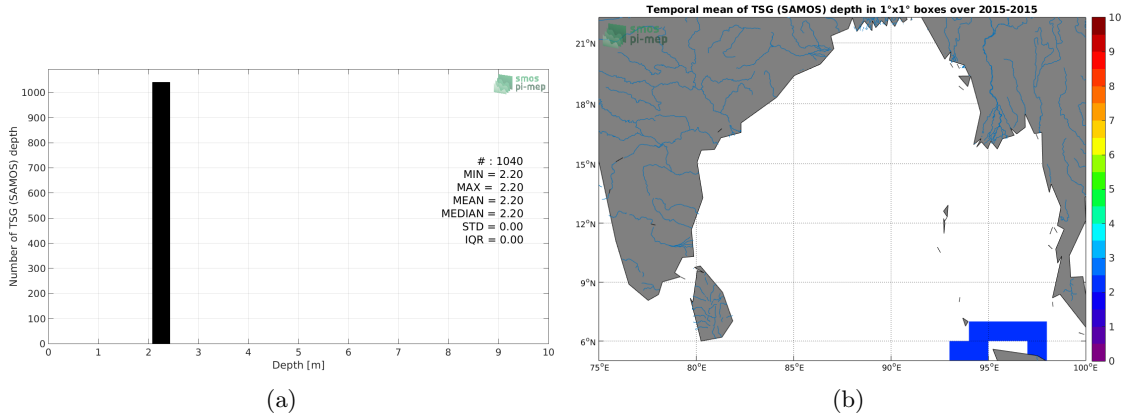 smos
pi-mep
Number of TSG (SAMOS) depth
1000
900
800
700
600
500
400
300
200
100
0
# : 1040
MIN = 2.20
MAX = 2.20
MEAN = 2.20
MEDIAN = 2.20
STD = 0.00
IQR = 0.00
0 1 2 3 4 5 6 7 8 9 10
Depth [m]
(a)
Temporal mean of TSG (SAMOS) depth in 1°x1° boxes over 2015-2015
smos
pi-mep
21°N
18°N
15°N
12°N
9°N
6°N
75°E 80°E 85°E 90°E 95°E 100°E
10
9
8
7
6
5
4
3
2
1
0
(b)